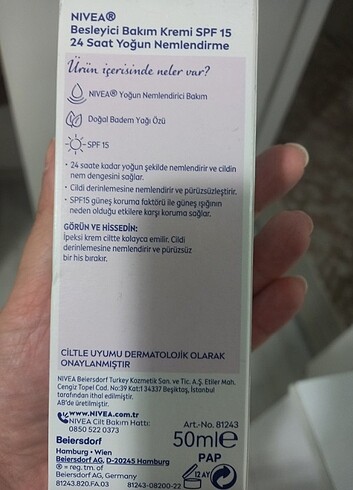 NIVEA®
Besleyici Bakım Kremi SPF 15
24 Saat Yoğun Nemlendirme
Ürün içerisinde neler var?
NIVEA® Yoğun Nemlendirici Bakım
Doğal Badem Yağı Özü
SPF 15
• 24 saate kadar yoğun şekilde nemlendirir ve cildin
nem dengesini sağlar.
• Cildi derinlemesine nemlendirir ve pürüzsüzleştirir.
• SPF15 güneş koruma faktörü ile güneş ışığının
neden olduğu etkilere karşı koruma sağlar.
GÖRÜN VE HİSSEDİN:
İpeksi krem ciltte kolayca emilir. Cildi
derinlemesine nemlendirir ve pürüzsüz
bir his bırakır.
CİLTLE UYUMU DERMATOLOJİK OLARAK
ONAYLANMIŞTIR
NIVEA Beiersdorf Turkey Kozmetik San. ve Tic. A.Ş. Etiler Mah.
Cengiz Topel Cad. No:39 Kat:1 34337 Beşiktaş, İstanbul
tarafından ithal edilmiştir.
AB'de üretilmiştir.
www.NIVEA.com.tr
NIVEA Cilt Bakım Hattı:
0850 522 0373
Art.-No. 81243
Beiersdorf
50ml e
Hamburg • Wien
PAP
Beiersdorf AG, D-20245 Hamburg
® = reg. tm. of
Beiersdorf AG, Germany
12 AY
81243.820.FA.03
81243-08200-22